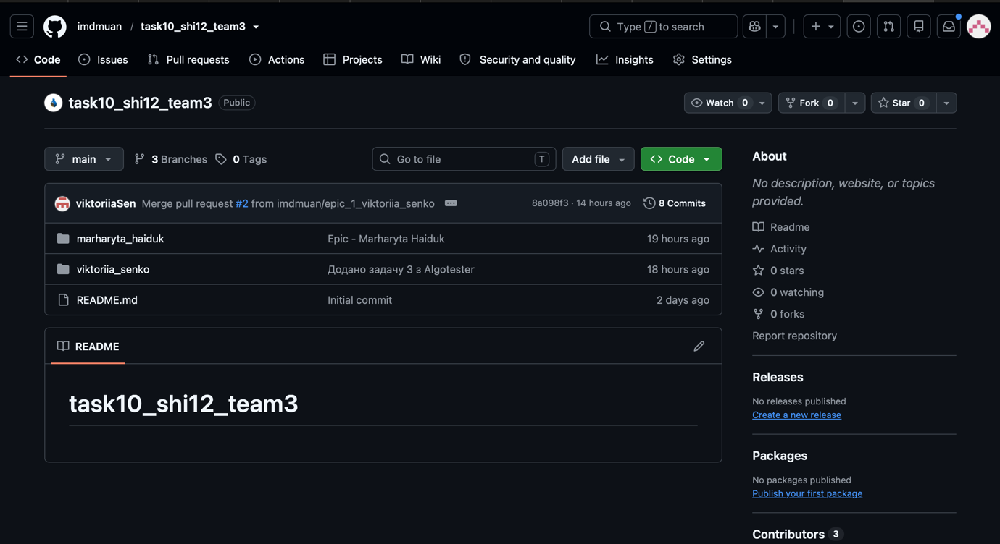 imdmuan / task10_shi12_team3
Type / to search
Code
Issues
Pull requests
Actions
Projects
Wiki
Security and quality
Insights
Settings
task10_shi12_team3 Public
Watch 0
Fork 0
Star 0
main
3 Branches
0 Tags
Go to file T
Add file
Code
viktoriiaSen Merge pull request #2 from imdmuan/epic_1_viktoriia_senko
8a098f3 · 14 hours ago
8 Commits
marharyta_haiduk Epic - Marharyta Haiduk 19 hours ago
viktoriia_senko Додано задачу 3 з Algotester 18 hours ago
README.md Initial commit 2 days ago
README
task10_shi12_team3
About
No description, website, or topics
provided.
Readme
Activity
0 stars
0 watching
0 forks
Report repository
Releases
No releases published
Create a new release
Packages
No packages published
Publish your first package
Contributors 3